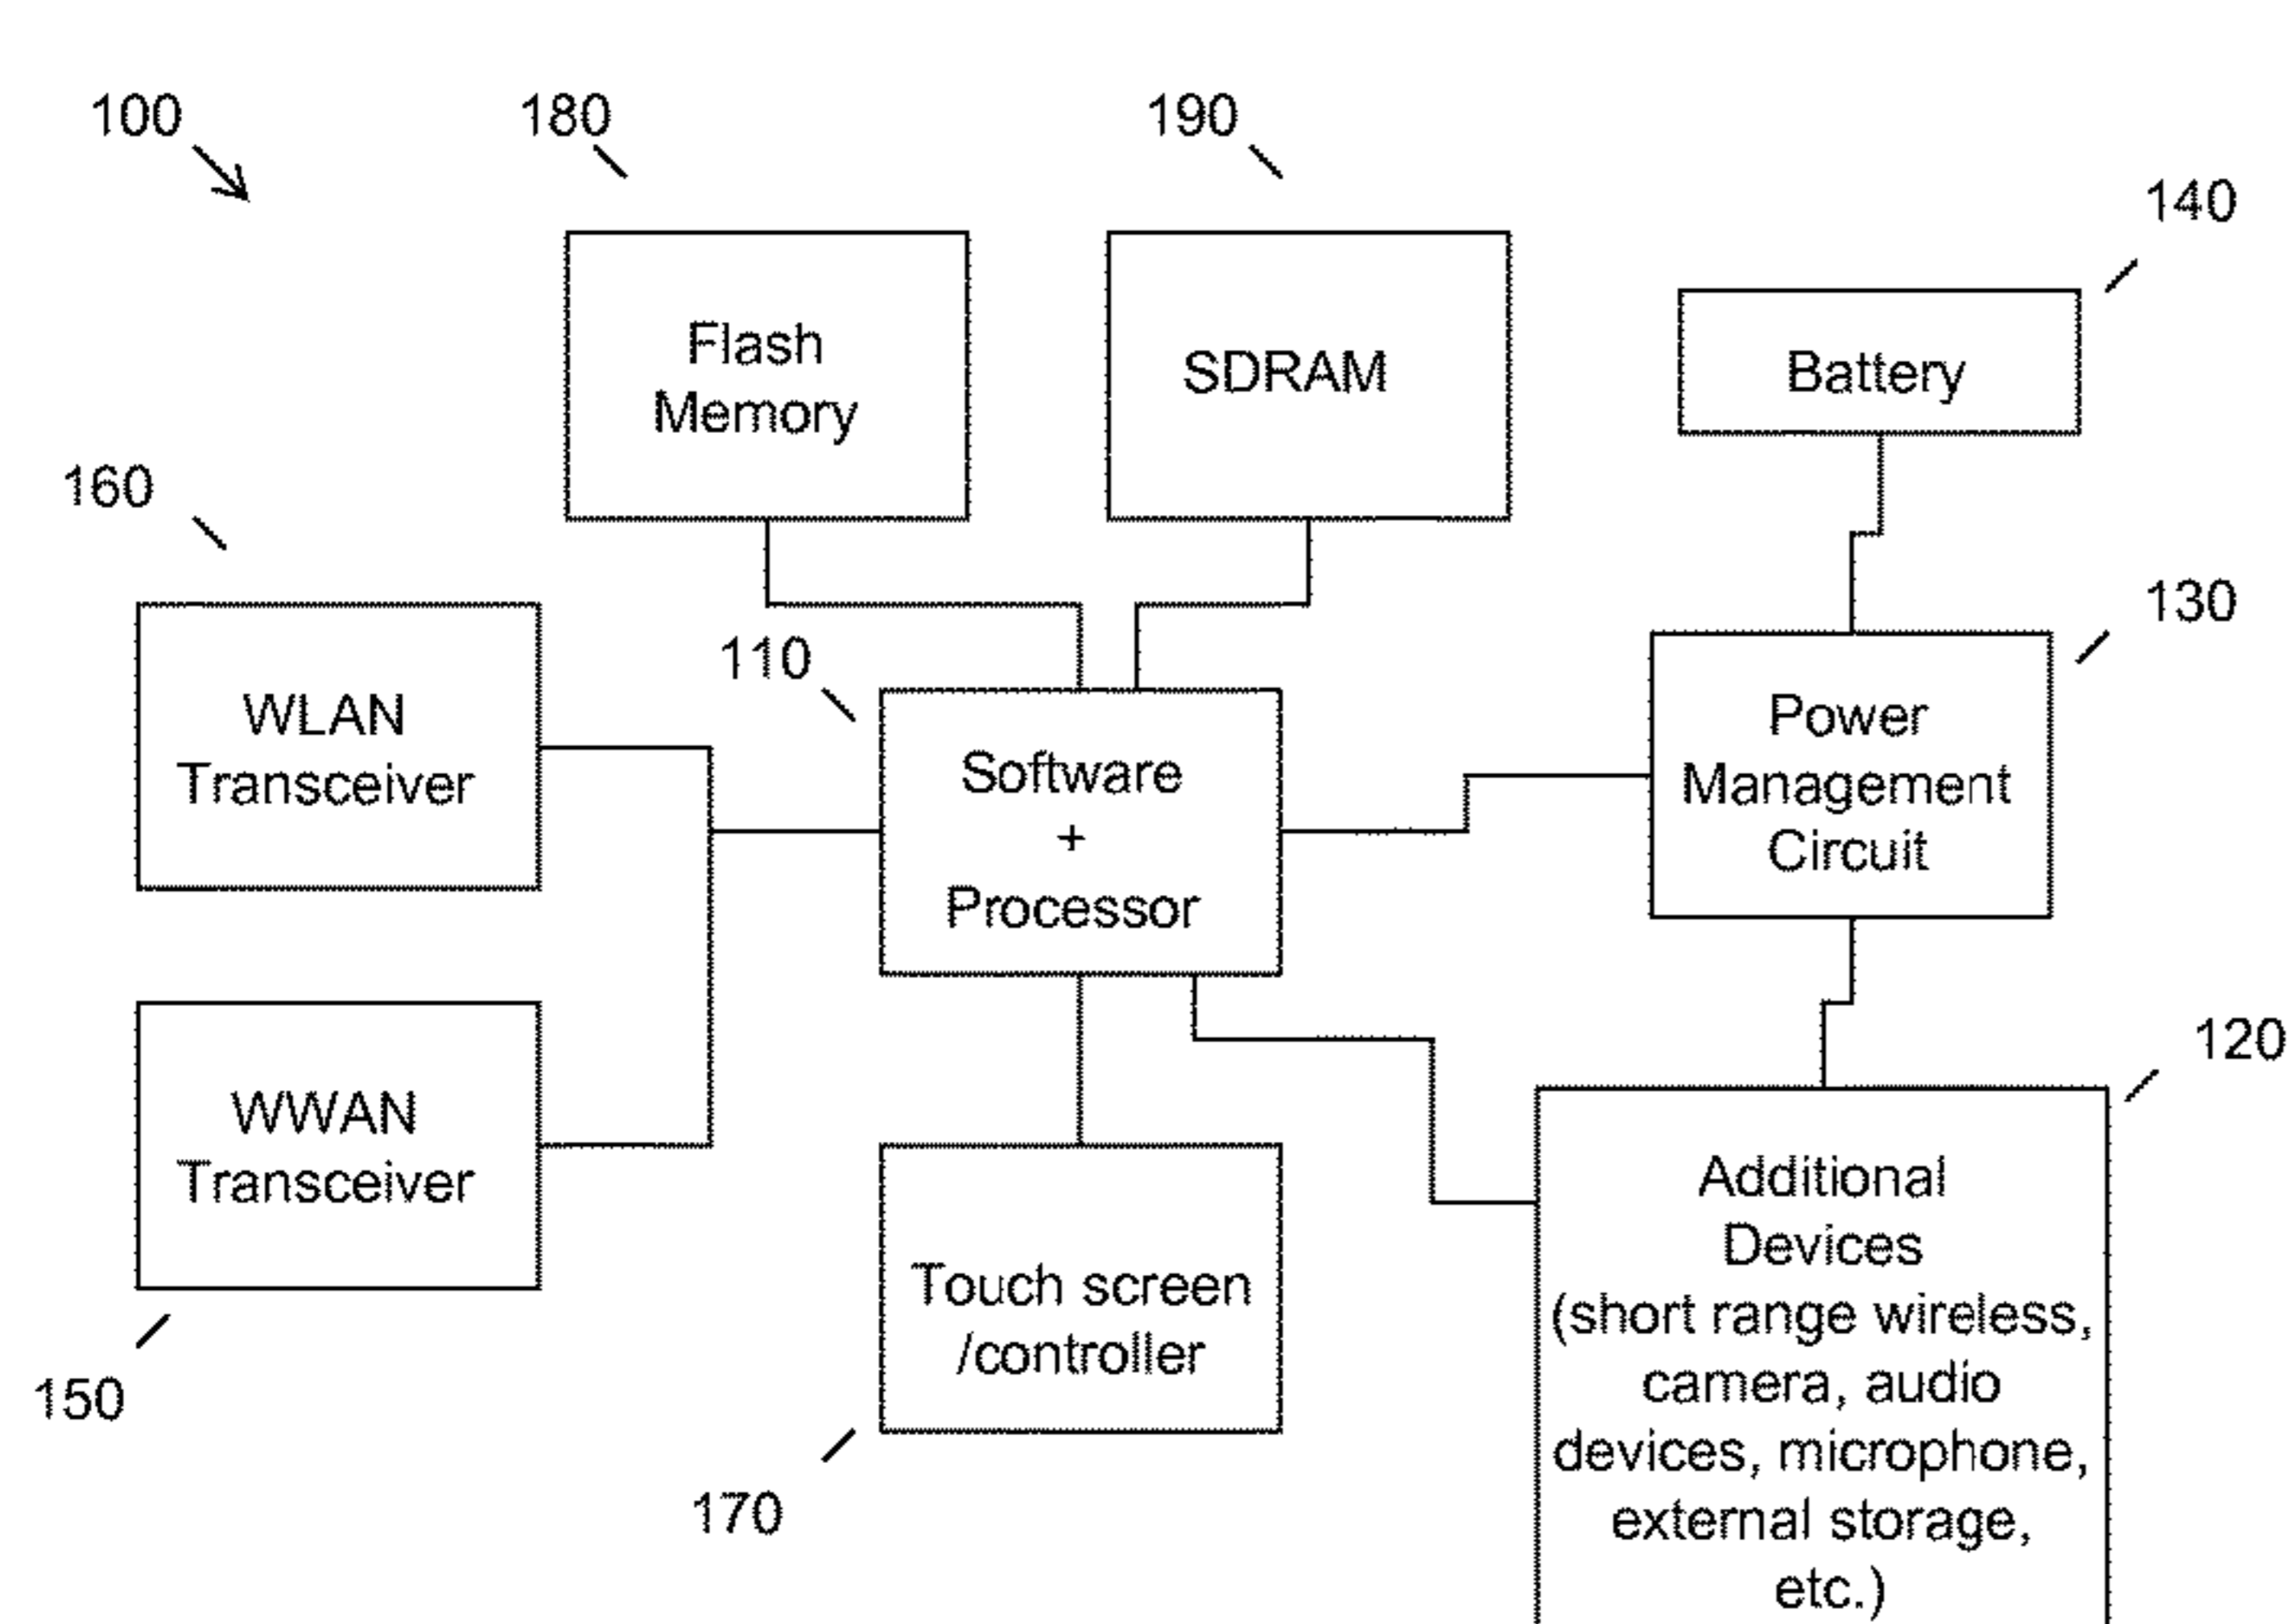 100
180
190
140
Flash
Memory
SDRAM
Battery
160
130
110
WLAN
Transceiver
Software
+
Processor
Power
Management
Circuit
120
WWAN
Transceiver
Touch screen
/controller
Additional
Devices
(short range wireless,
camera, audio
devices, microphone,
external storage,
etc.)
150
170